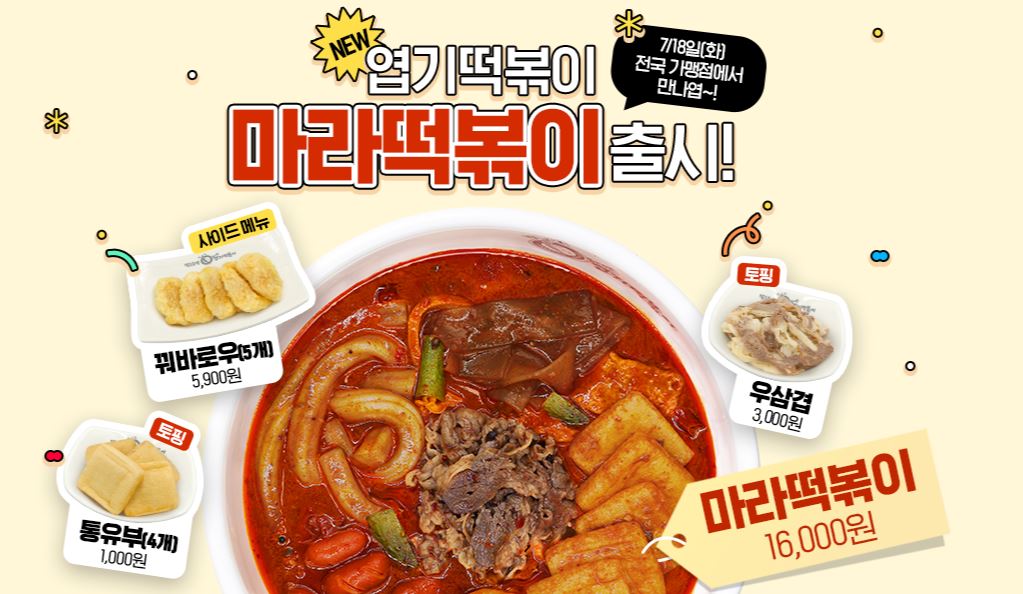 NEW
엽기떡볶이
마라떡볶이 출시!
7/18일(화)
전국 가맹점에서
만나엽~!
사이드 메뉴
꿔바로우(5개)
5,900원
토핑
우삼겹
3,000원
토핑
통유부(4개)
1,000원
마라떡볶이
16,000원